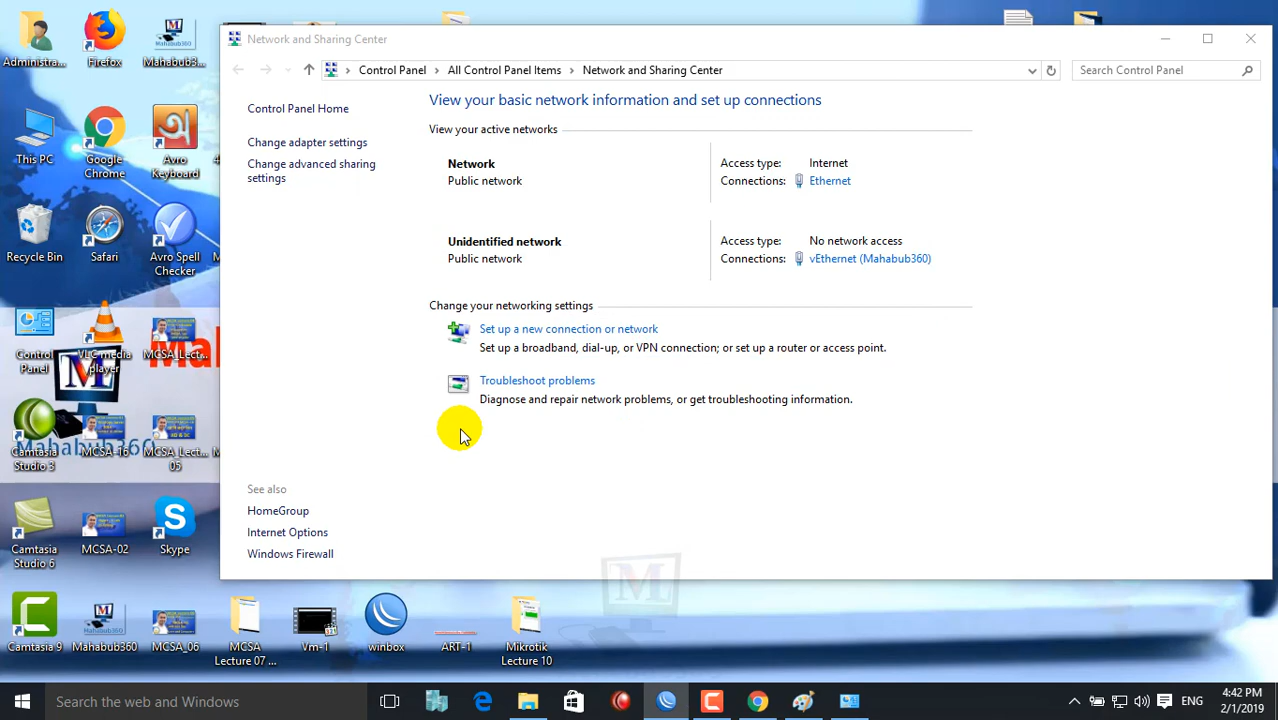 Network and Sharing Center
Control Panel
All Control Panel Items
Network and Sharing Center
Search Control Panel
Control Panel Home
Change adapter settings
Change advanced sharing
settings
View your basic network information and set up connections
View your active networks
Network
Public network
Access type:
Internet
Connections:
Ethernet
Unidentified network
Public network
Access type:
No network access
Connections:
vEthernet (Mahabub360)
Change your networking settings
Set up a new connection or network
Set up a broadband, dial-up, or VPN connection; or set up a router or access point.
Troubleshoot problems
Diagnose and repair network problems, or get troubleshooting information.
See also
HomeGroup
Internet Options
Windows Firewall
Administra...
Firefox
Mahabub3...
This PC
Google
Chrome
Avro
Keyboard
Recycle Bin
Safari
Avro Spell
Checker
Control
Panel
VLC media
player
MCSA_Lect...
Mahabub360
Camtasia
Studio 3
MCSA-16
MCSA_Lect...
05
Camtasia
Studio 6
MCSA-02
Skype
Camtasia 9
Mahabub360
MCSA_06
MCSA
Lecture 07 ...
Vm-1
winbox
ART-1
Mikrotik
Lecture 10
Search the web and Windows
ENG
4:42 PM
2/1/2019